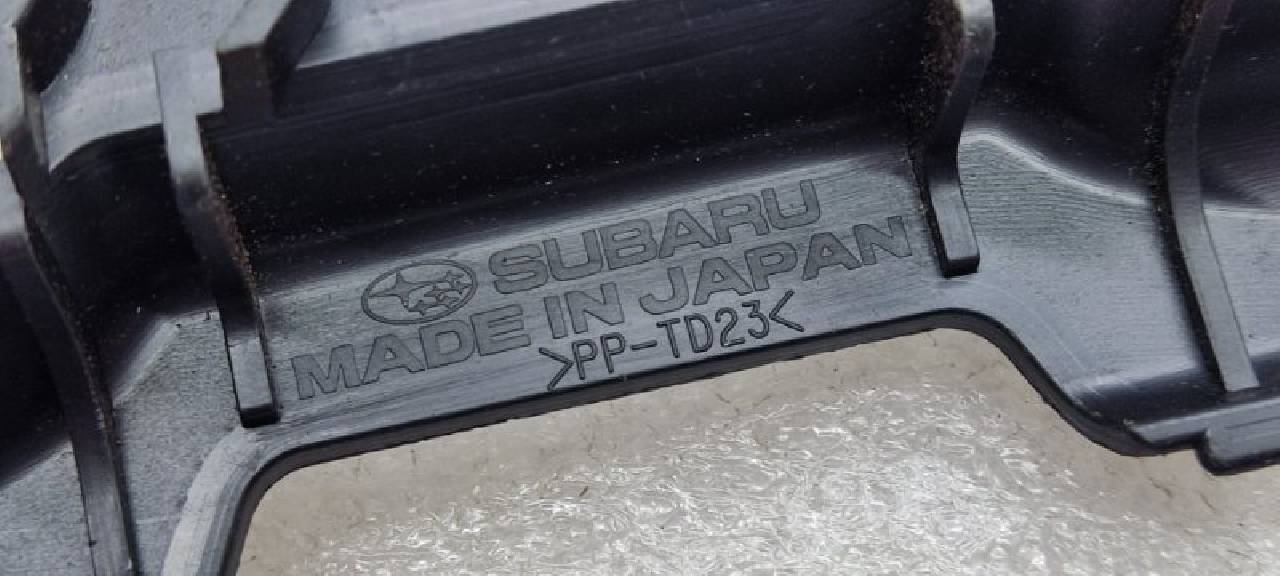 SUBARU
MADE IN JAPAN
>PP-TD23<